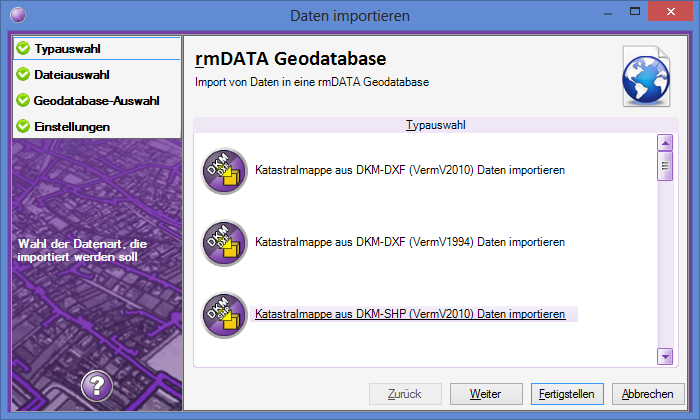 Daten importieren
Typauswahl
Dateiauswahl
Geodatabase-Auswahl
Einstellungen
Wahl der Datenart, die
importiert werden soll
?
rmDATA Geodatabase
Import von Daten in eine rmDATA Geodatabase
Typauswahl
DKM
DXF
Katastralmappe aus DKM-DXF (VermV2010) Daten importieren
DKM
DXF
Katastralmappe aus DKM-DXF (VermV1994) Daten importieren
DKM
SHP
Katastralmappe aus DKM-SHP (VermV2010) Daten importieren
Zurück
Weiter
Fertigstellen
Abbrechen